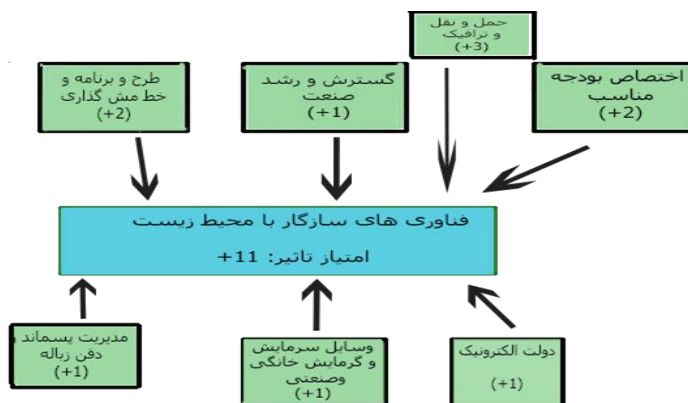 حمل و نقل
و ترافیک
(+3)
اختصاص بودجه
مناسب
(+2)
گسترش و رشد
صنعت
(+1)
طرح و برنامه و
خط مش گذاری
(+2)
فناوری های سازگار با محیط زیست
امتیاز تاثیر: 11+
دولت الکترونیک
(+1)
وسایل سرمایش
و گرمایش خانگی
وصنعتی
(+1)
مدیریت پسماند و
دفن زباله
(+1)